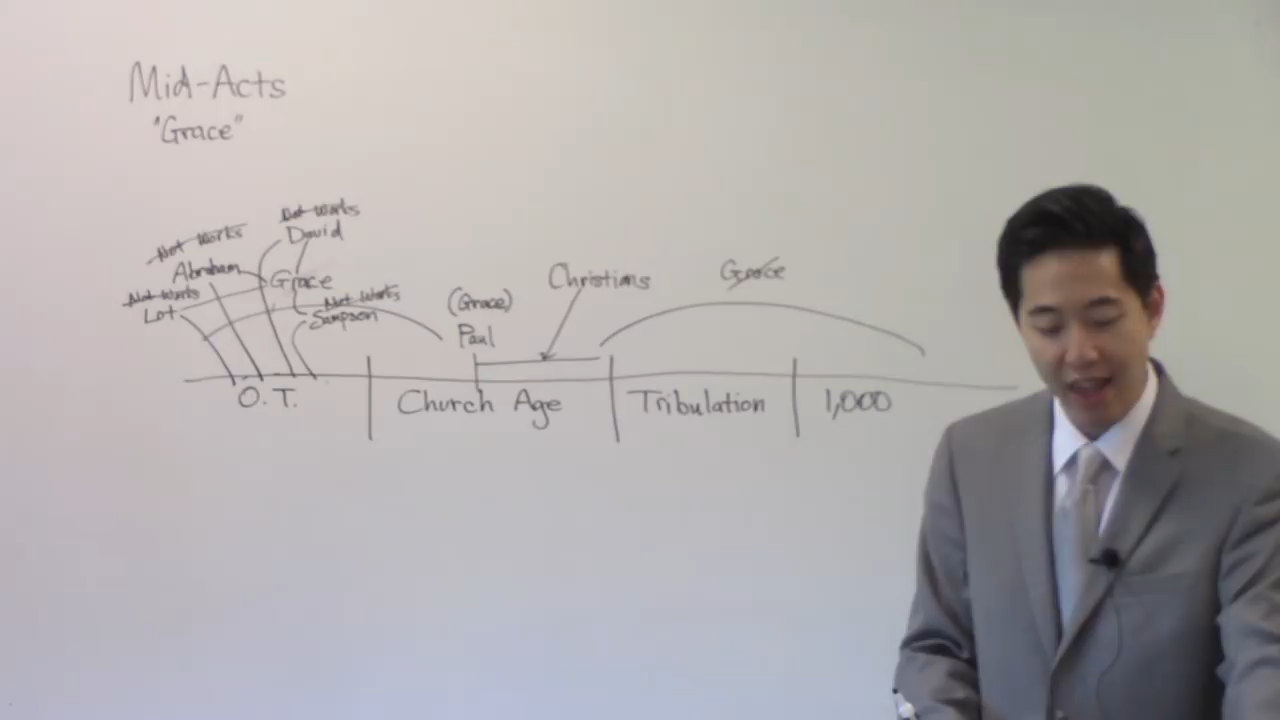 Mid-Acts
"Grace"
Not Works
David
Not Works
Abraham
Grace
Not Works
Lot
Not Works
Sampson
(Grace)
Paul
Christians
Grace
O.T.
Church Age
Tribulation
1,000